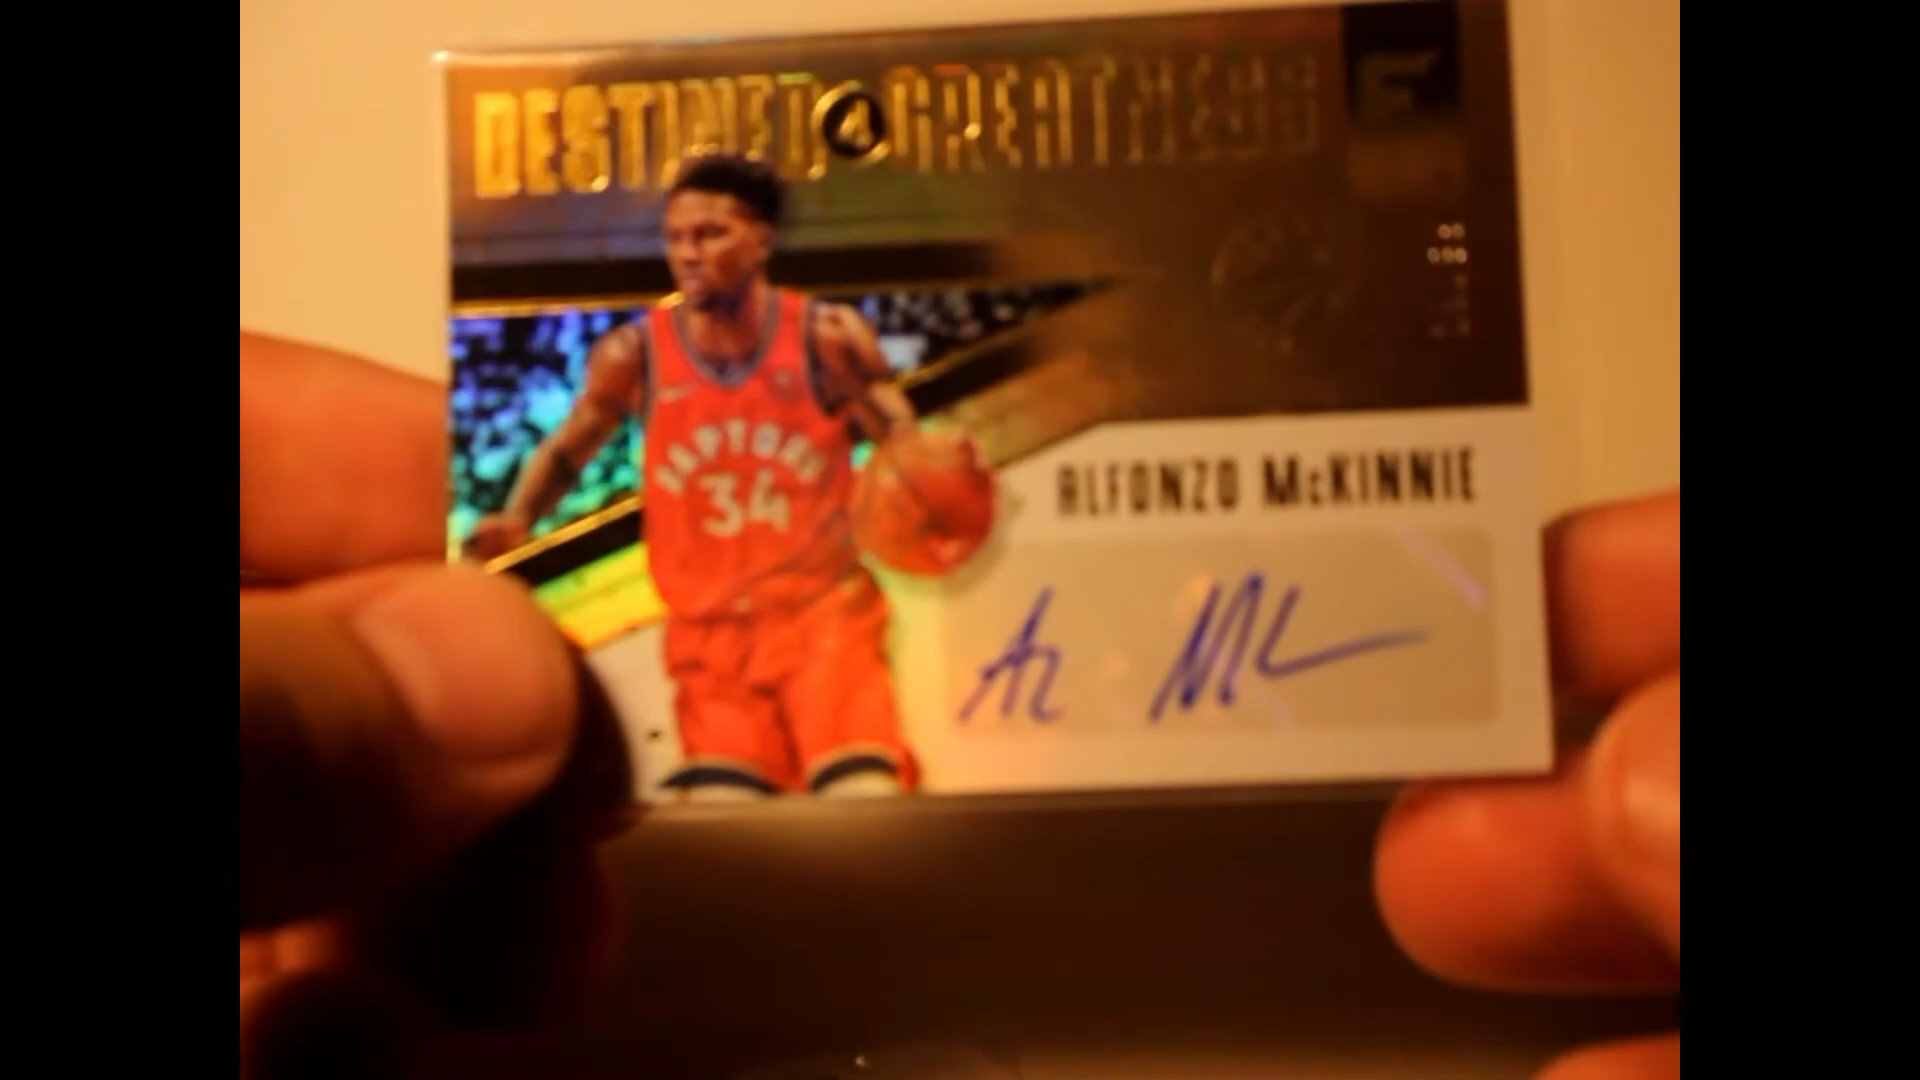 DESTINED 4 GREATNESS
E
RAPTORS
34
ALFONZO McKINNIE